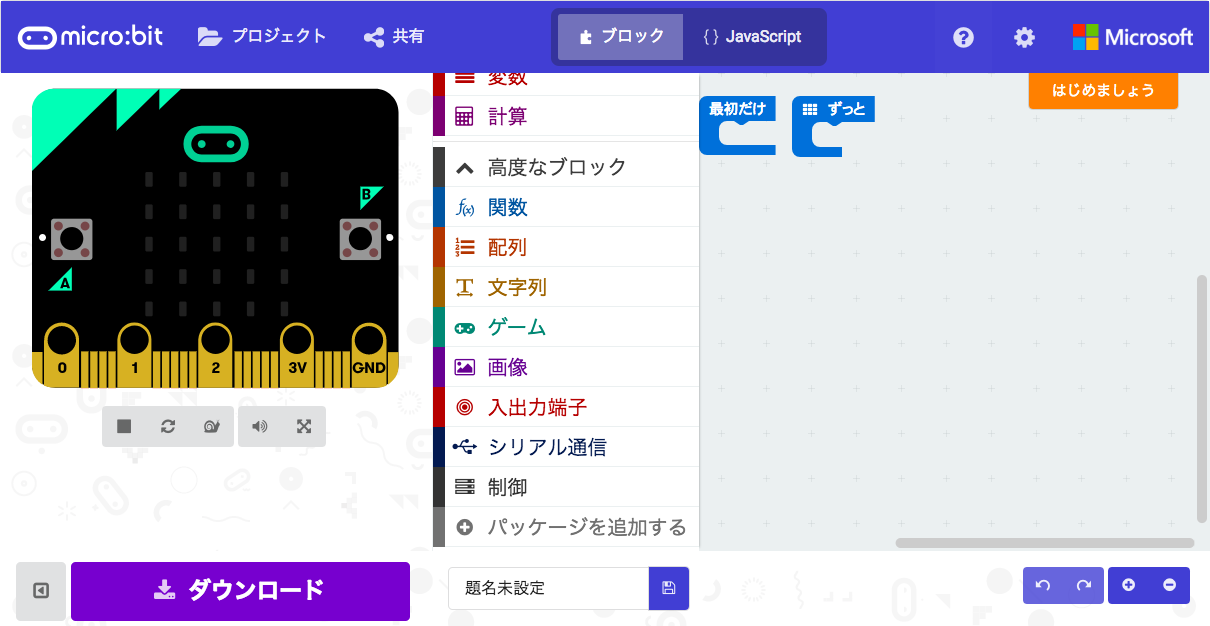 micro:bit プロジェクト 共有 ブロック {} JavaScript ? Microsoft
はじめましょう
変数
計算
高度なブロック
f(x) 関数
配列
文字列
ゲーム
画像
入出力端子
シリアル通信
制御
パッケージを追加する
最初だけ
ずっと
B
A
0 1 2 3V GND
ダウンロード
題名未設定